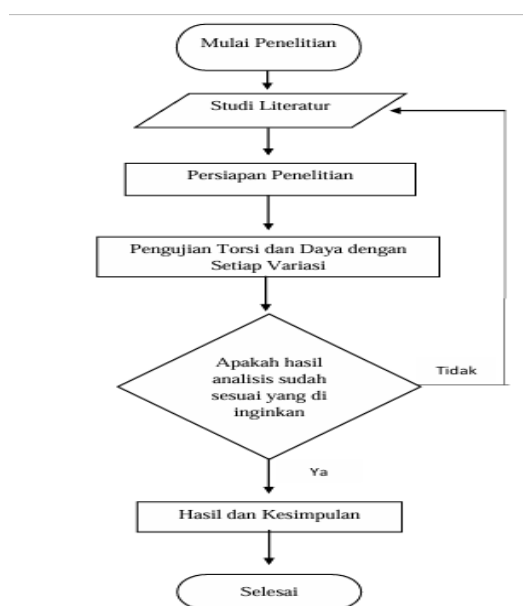 Mulai Penelitian
Studi Literatur
Persiapan Penelitian
Pengujian Torsi dan Daya dengan
Setiap Variasi
Apakah hasil
analisis sudah
sesuai yang di
inginkan
Tidak
Ya
Hasil dan Kesimpulan
Selesai